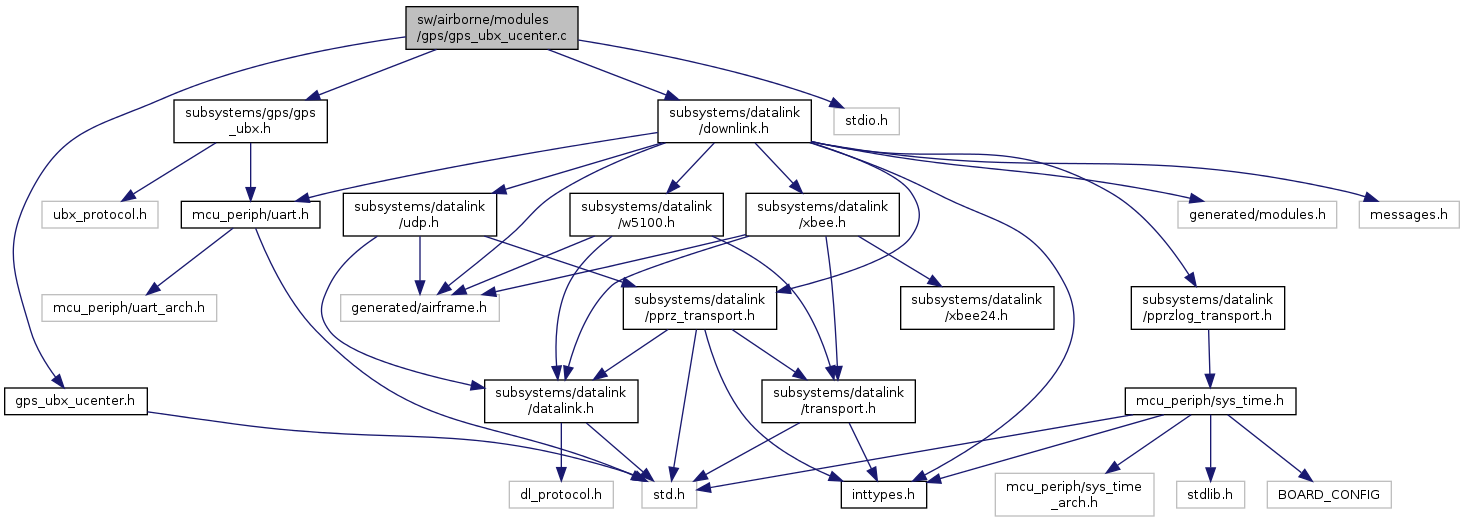 sw/airborne/modules
/gps/gps_ubx_ucenter.c
subsystems/gps/gps
_ubx.h
subsystems/datalink
/downlink.h
stdio.h
ubx_protocol.h
mcu_periph/uart.h
subsystems/datalink
/udp.h
subsystems/datalink
/w5100.h
subsystems/datalink
/xbee.h
generated/modules.h
messages.h
mcu_periph/uart_arch.h
generated/airframe.h
subsystems/datalink
/pprz_transport.h
subsystems/datalink
/xbee24.h
subsystems/datalink
/pprzlog_transport.h
gps_ubx_ucenter.h
subsystems/datalink
/datalink.h
subsystems/datalink
/transport.h
mcu_periph/sys_time.h
dl_protocol.h
std.h
inttypes.h
mcu_periph/sys_time
_arch.h
stdlib.h
BOARD_CONFIG